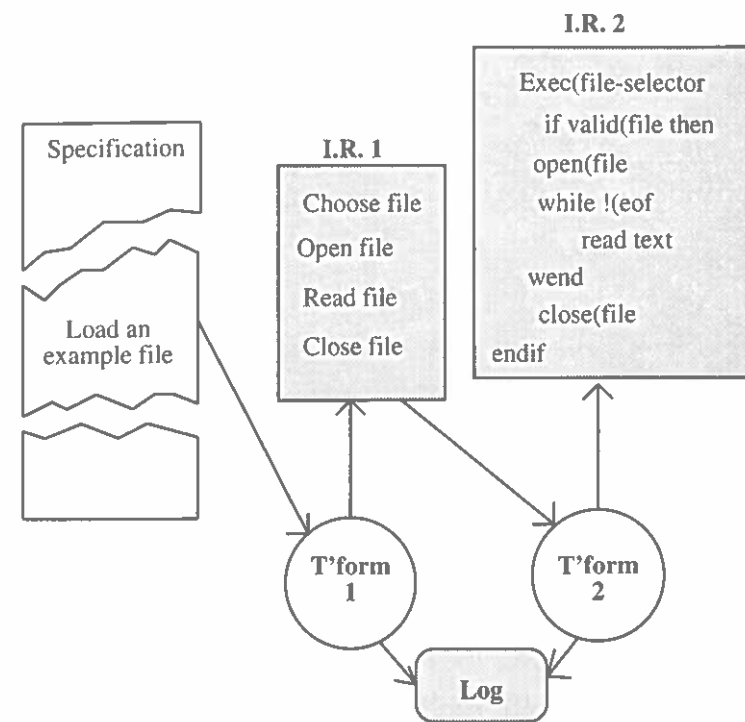 I.R. 2
Exec(file-selector
if valid(file then
open(file
while !(eof
read text
wend
close(file
endif
I.R. 1
Choose file
Open file
Read file
Close file
Specification
Load an
example file
T'form
1
T'form
2
Log